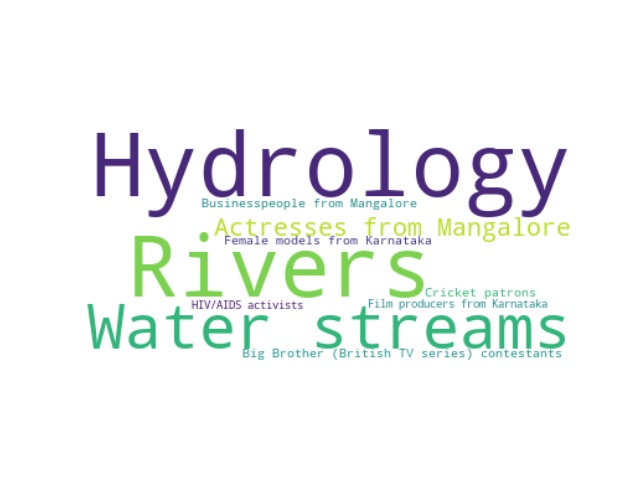 Hydrology
Businesspeople from Mangalore
Actresses from Mangalore
Female models from Karnataka
Rivers
Cricket patrons
HIV/AIDS activists
Film producers from Karnataka
Water streams
Big Brother (British TV series) contestants